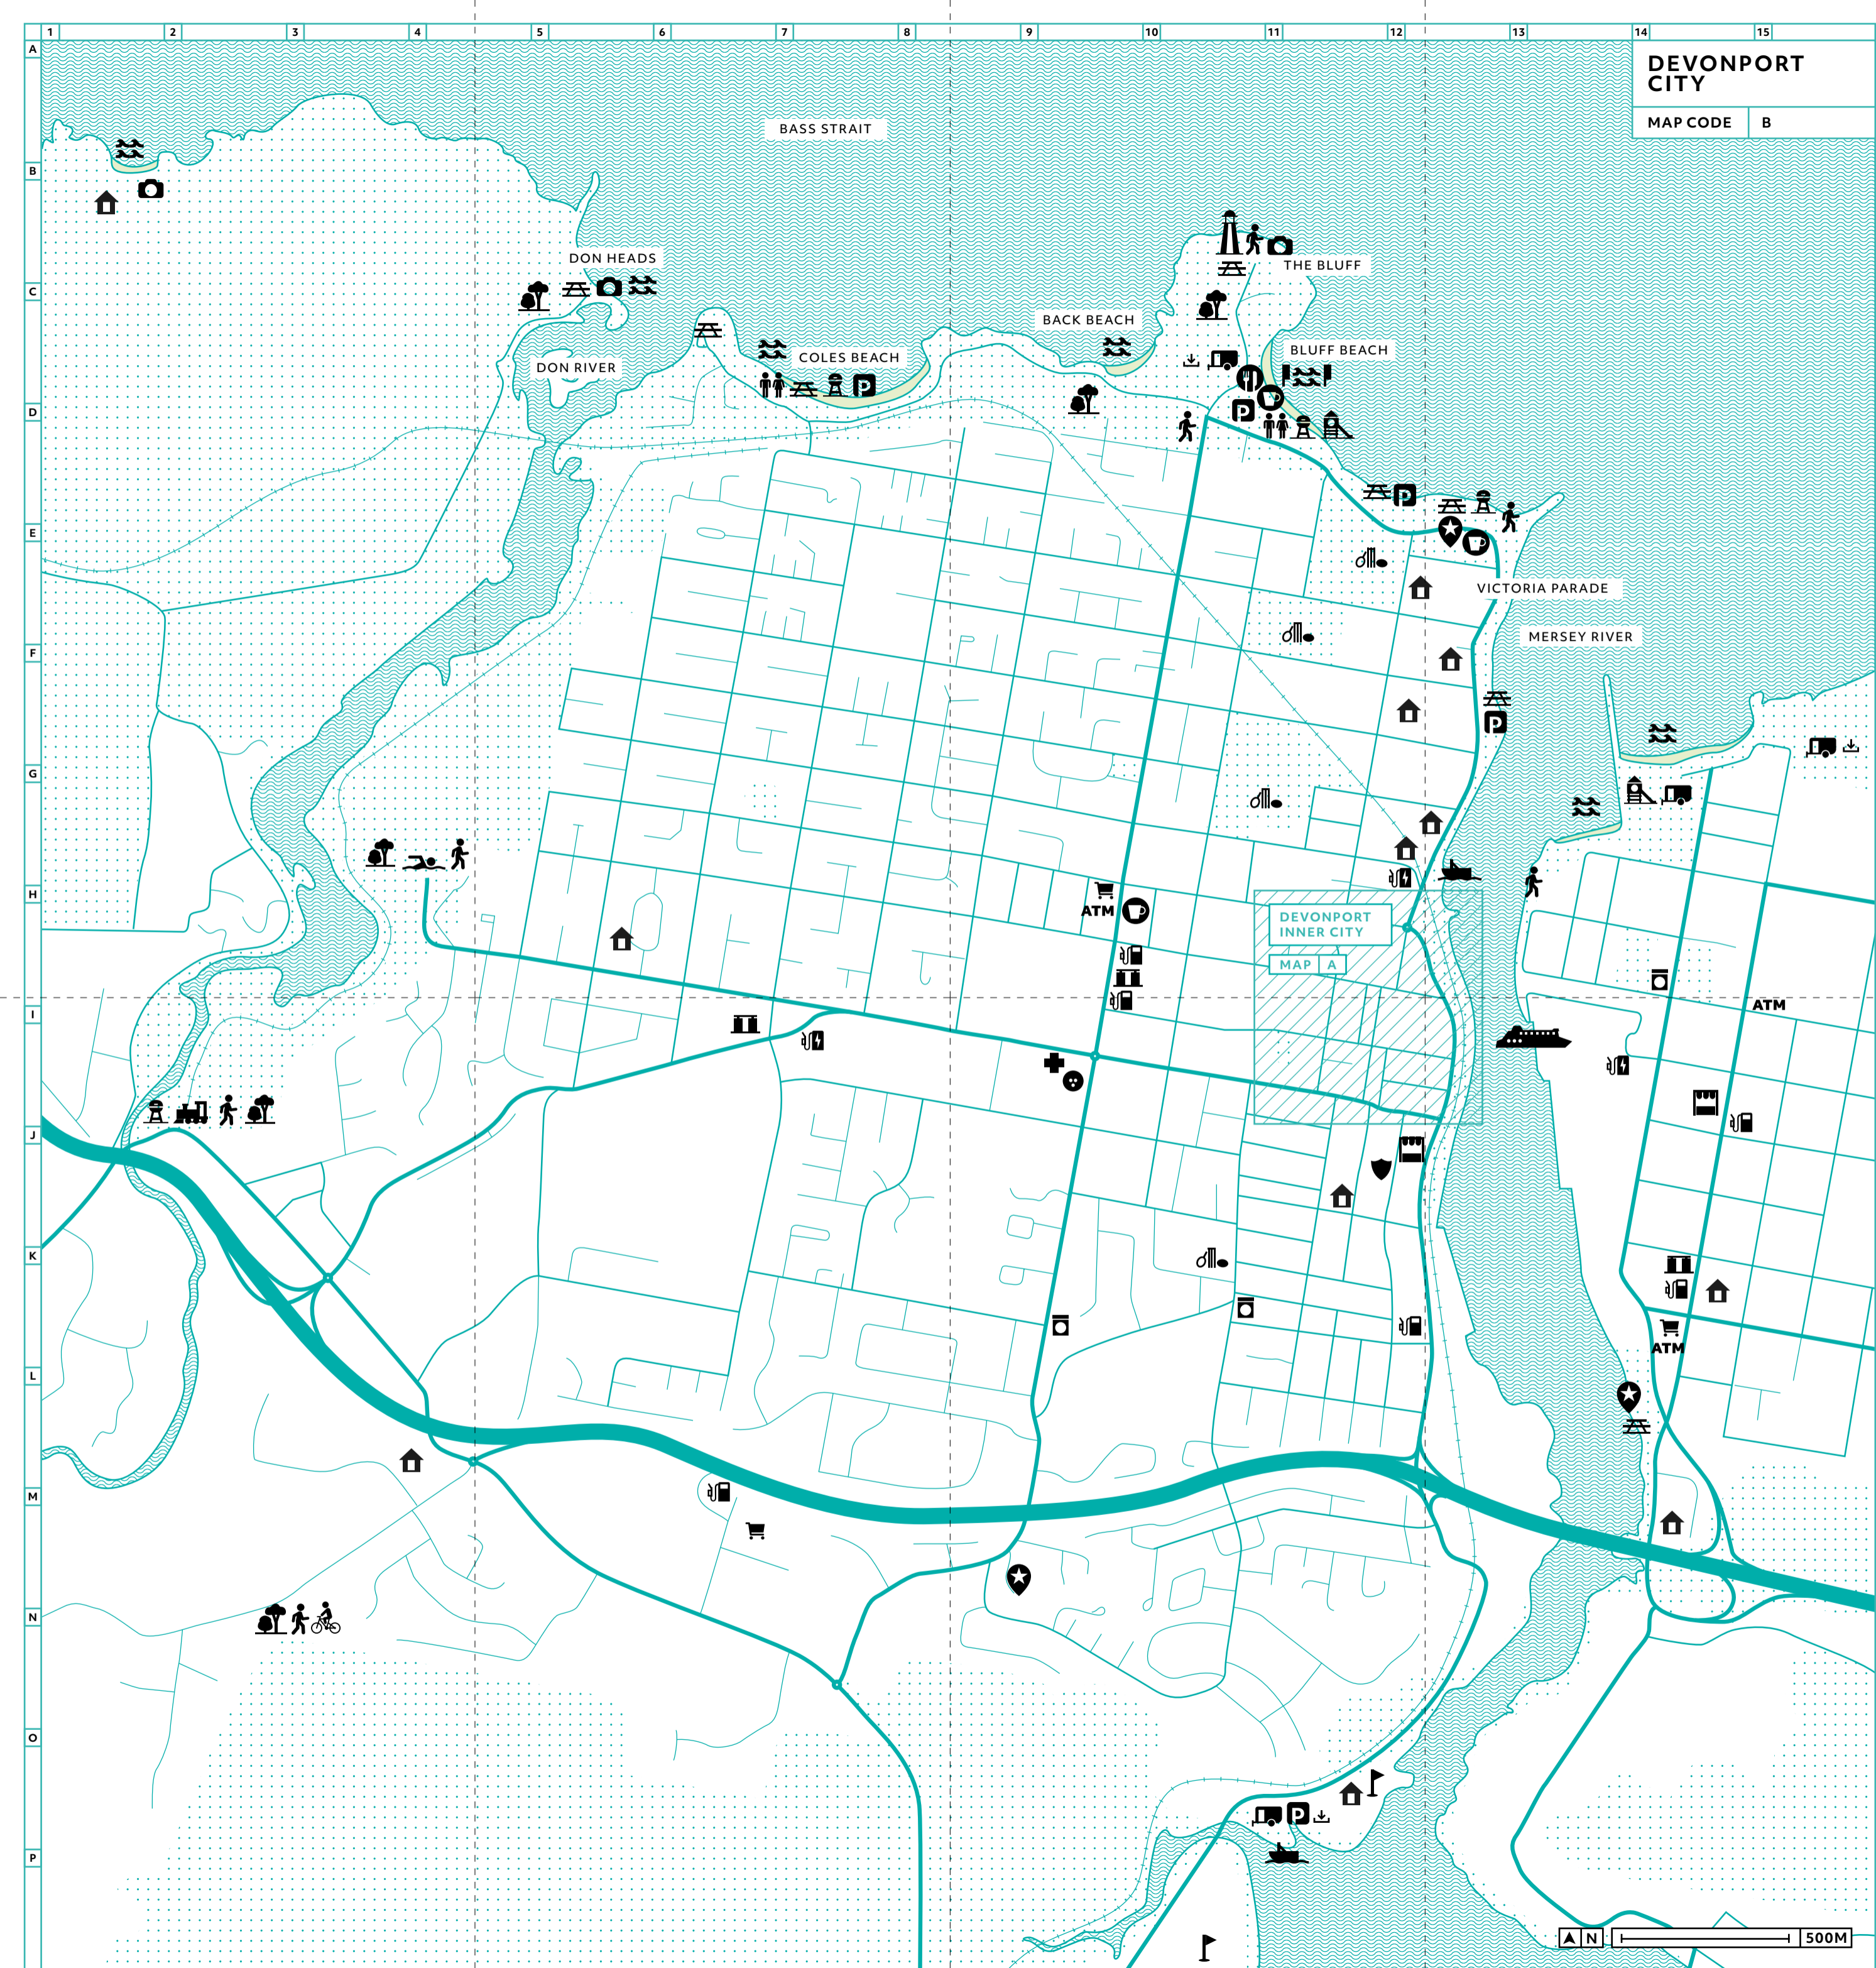 1 2 3 4 5 6 7 8 9 10 11 12 13 14 15
A
DEVONPORT
CITY
MAP CODE B
BASS STRAIT
B
DON HEADS
THE BLUFF
C
BACK BEACH
BLUFF BEACH
COLES BEACH
DON RIVER
P
D
P
P
E
VICTORIA PARADE
MERSEY RIVER
F
P
G
H
ATM
DEVONPORT
INNER CITY
MAP A
ATM
I
J
K
ATM
L
M
N
O
P
P
N 500M